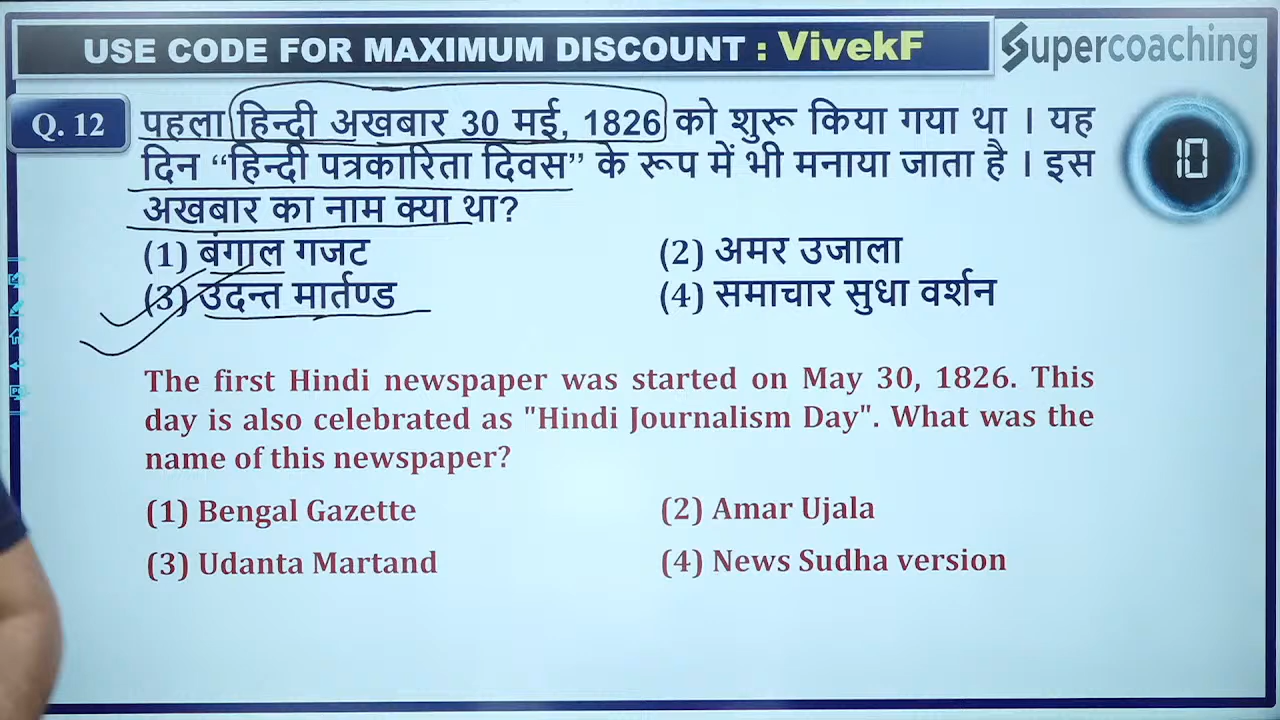 USE CODE FOR MAXIMUM DISCOUNT : VivekF
Supercoaching
Q. 12
पहला हिन्दी अखबार 30 मई, 1826 को शुरू किया गया था । यह
दिन “हिन्दी पत्रकारिता दिवस” के रूप में भी मनाया जाता है । इस
अखबार का नाम क्या था?
10
(1) बंगाल गजट
(2) अमर उजाला
(3) उदन्त मार्तण्ड
(4) समाचार सुधा वर्शन
The first Hindi newspaper was started on May 30, 1826. This
day is also celebrated as "Hindi Journalism Day". What was the
name of this newspaper?
(1) Bengal Gazette
(2) Amar Ujala
(3) Udanta Martand
(4) News Sudha version